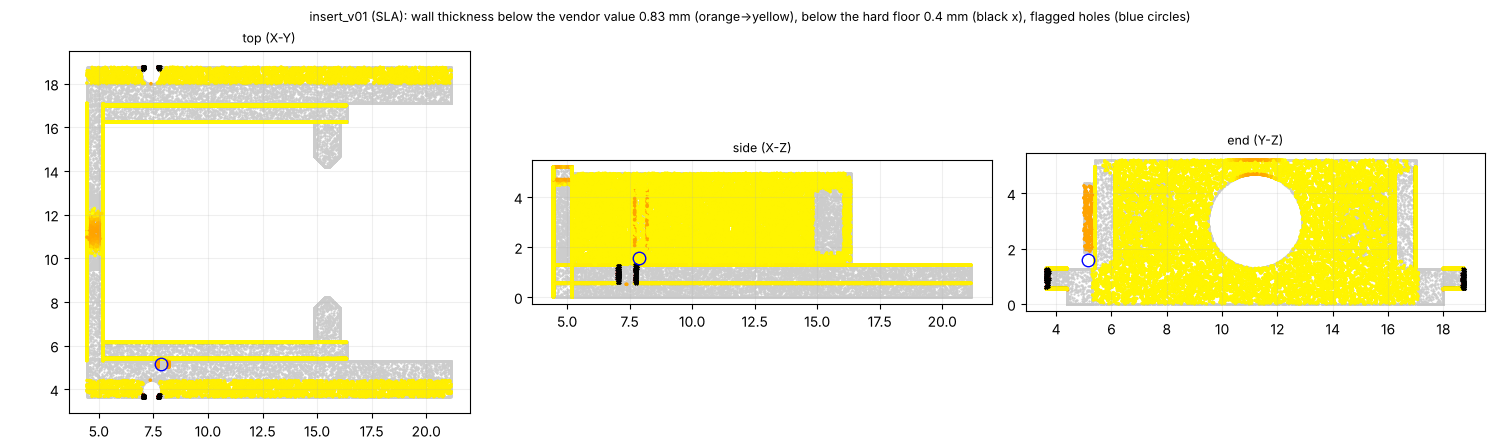 insert_v01 (SLA): wall thickness below the vendor value 0.83 mm (orange→yellow), below the hard floor 0.4 mm (black x), flagged holes (blue circles)
top (X-Y)
18
16
14
12
10
8
6
4
5.0 7.5 10.0 12.5 15.0 17.5 20.0
side (X-Z)
4
2
0
5.0 7.5 10.0 12.5 15.0 17.5 20.0
end (Y-Z)
4
2
0
4 6 8 10 12 14 16 18